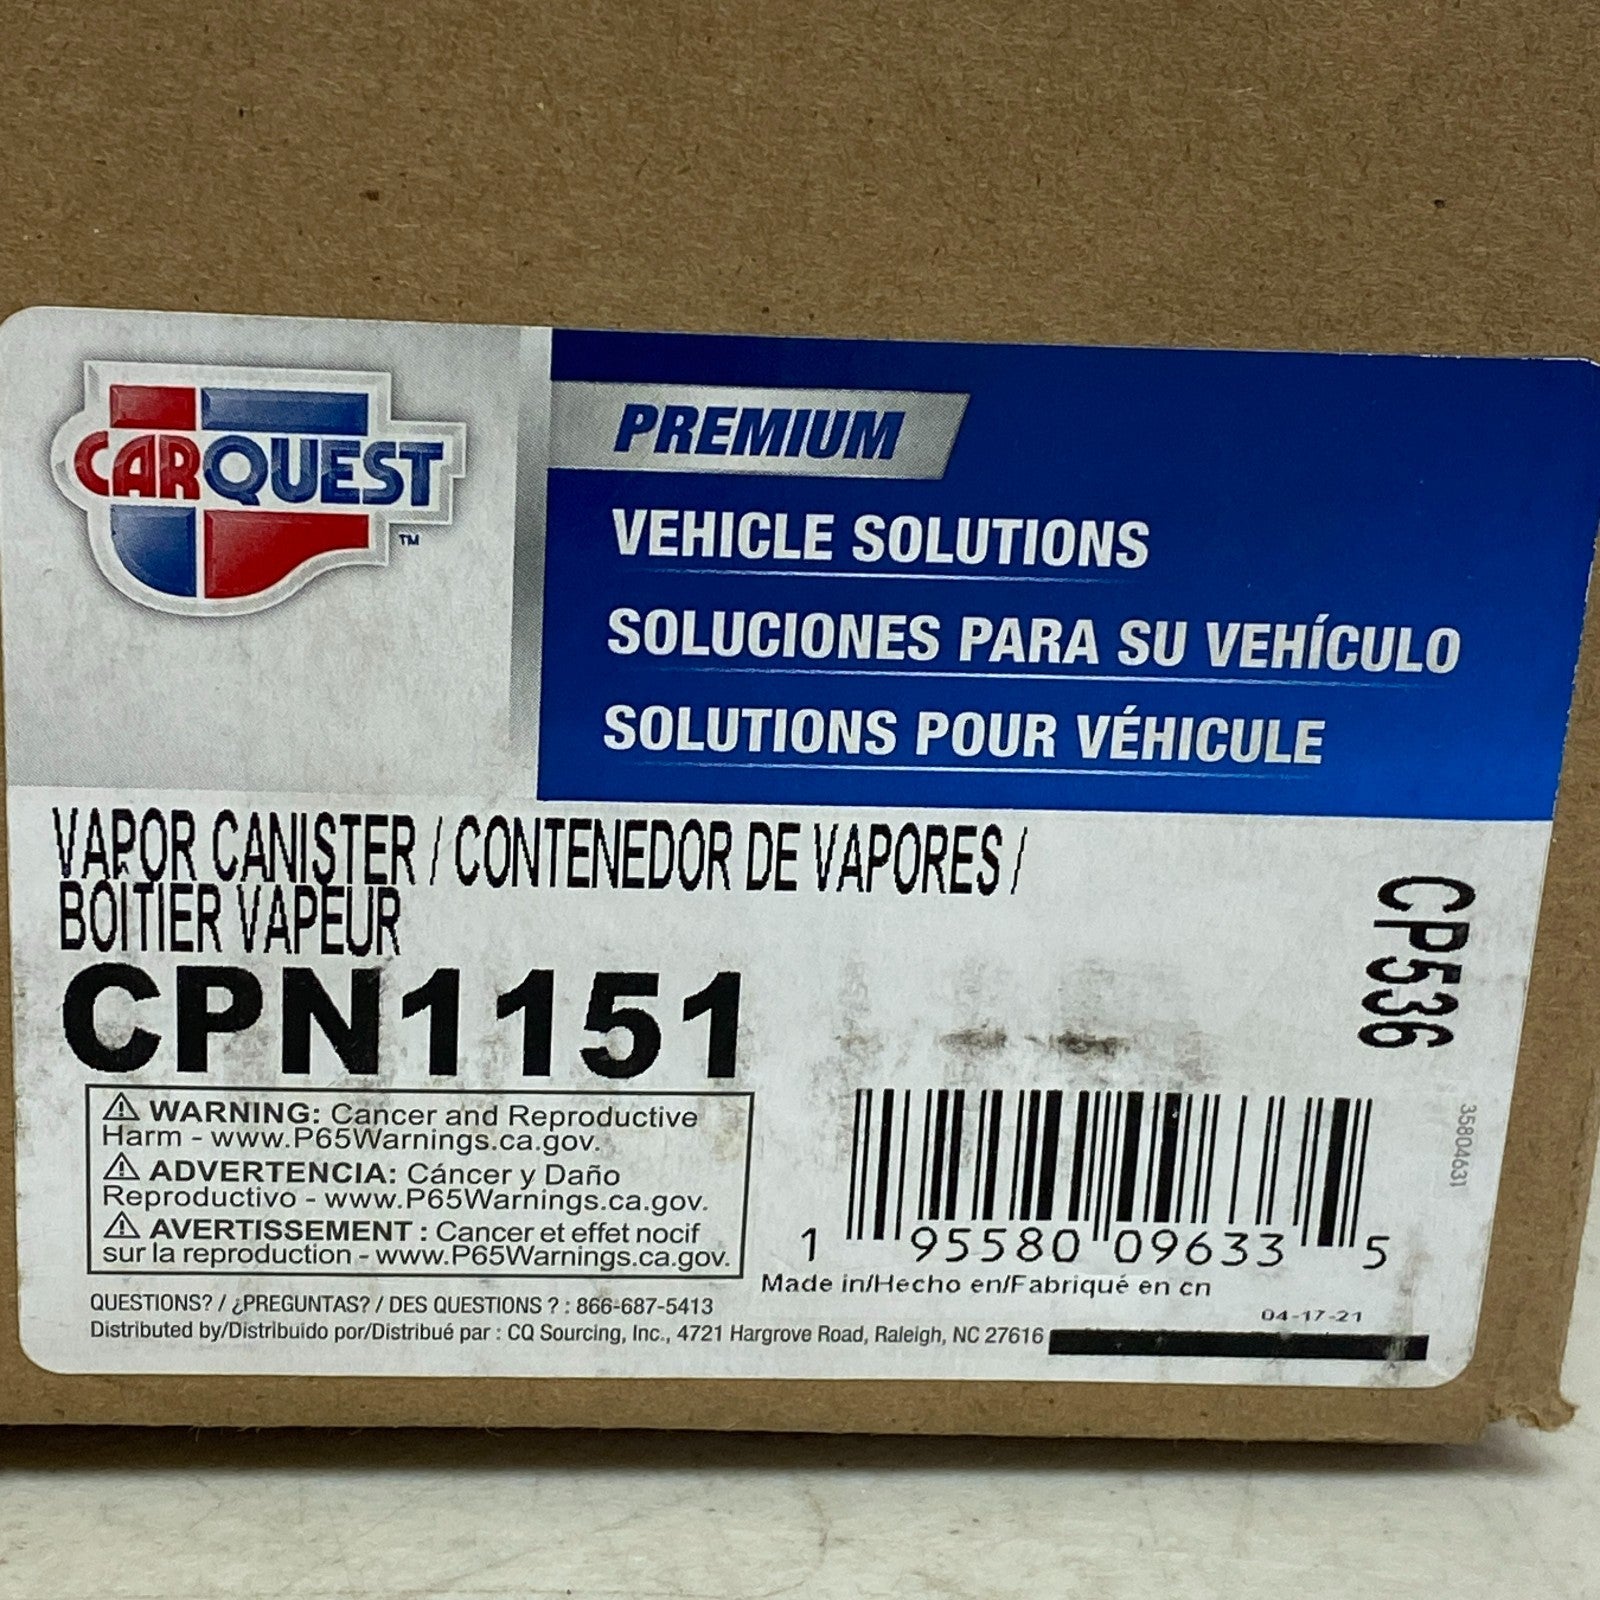 CARQUEST
TM
PREMIUM
VEHICLE SOLUTIONS
SOLUCIONES PARA SU VEHÍCULO
SOLUTIONS POUR VÉHICULE
VAPOR CANISTER / CONTENEDOR DE VAPORES /
BOÎTIER VAPEUR
CPN1151
CP536
⚠ WARNING: Cancer and Reproductive
Harm - www.P65Warnings.ca.gov.
⚠ ADVERTENCIA: Cáncer y Daño
Reproductivo - www.P65Warnings.ca.gov.
⚠ AVERTISSEMENT : Cancer et effet nocif
sur la reproduction - www.P65Warnings.ca.gov.
35804631
1 95580 09633 5
Made in/Hecho en/Fabriqué en cn
QUESTIONS? / ¿PREGUNTAS? / DES QUESTIONS ? : 866-687-5413
04-17-21
Distributed by/Distribuido por/Distribué par : CQ Sourcing, Inc., 4721 Hargrove Road, Raleigh, NC 27616